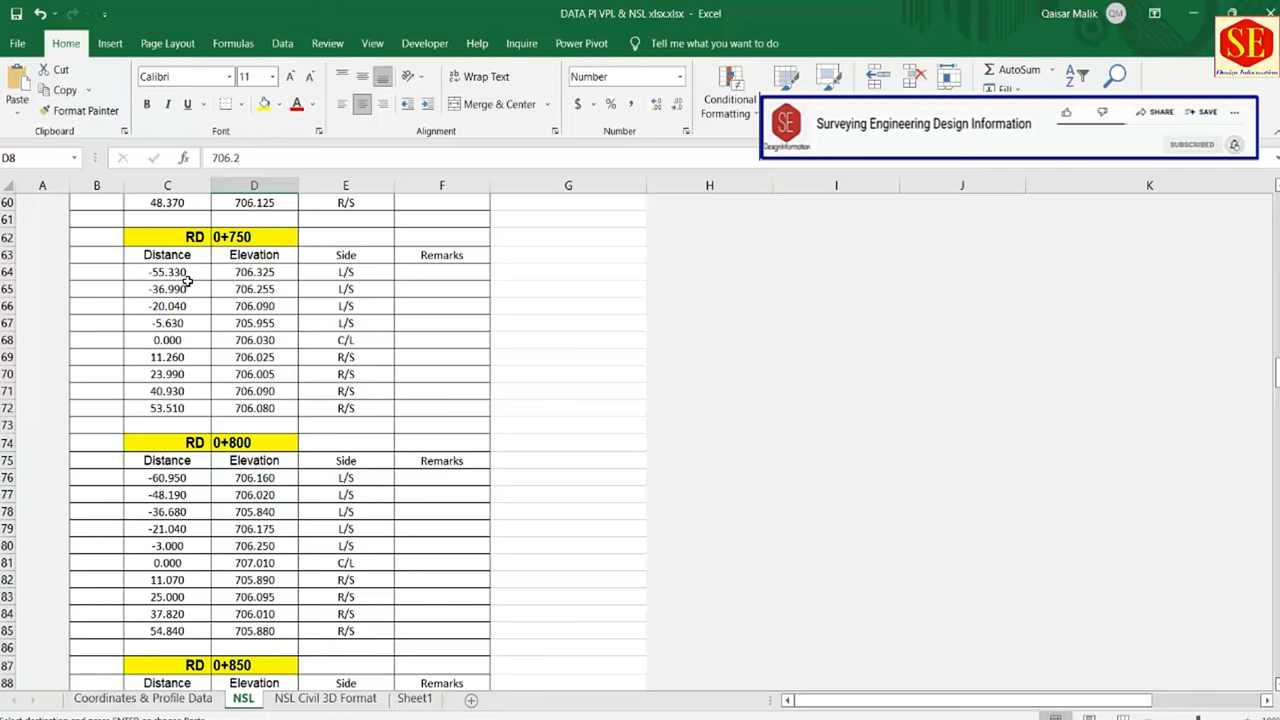 DATA PI VPI. & NSL xlsx.xlsx - Excel
Qaisar Malik QM
File Home Insert Page Layout Formulas Data Review View Developer Help Inquire Power Pivot Tell me what you want to do
SE
Design Information
Paste
Cut
Copy
Format Painter
Clipboard
Calibri 11
B I U
Font
Wrap Text
Merge & Center
Alignment
Number
$ % ,
Number
Conditional
Formatting
AutoSum
Fill
SE
DesignInformation
Surveying Engineering Design Information
SHARE SAVE
SUBSCRIBED
D8 fx 706.2
A B C D E F G H I J K
60 48.370 706.125 R/S
61
62 RD 0+750
63 Distance Elevation Side Remarks
64 -55.330 706.325 L/S
65 -36.990 706.255 L/S
66 -20.040 706.090 L/S
67 -5.630 705.955 L/S
68 0.000 706.030 C/L
69 11.260 706.025 R/S
70 23.990 706.005 R/S
71 40.930 706.090 R/S
72 53.510 706.080 R/S
73
74 RD 0+800
75 Distance Elevation Side Remarks
76 -60.950 706.160 L/S
77 -48.190 706.020 L/S
78 -36.680 705.840 L/S
79 -21.040 706.175 L/S
80 -3.000 706.250 L/S
81 0.000 707.010 C/L
82 11.070 705.890 R/S
83 25.000 706.095 R/S
84 37.820 706.010 R/S
85 54.840 705.880 R/S
86
87 RD 0+850
88 Distance Elevation Side Remarks
Coordinates & Profile Data NSL NSL Civil 3D Format Sheet1